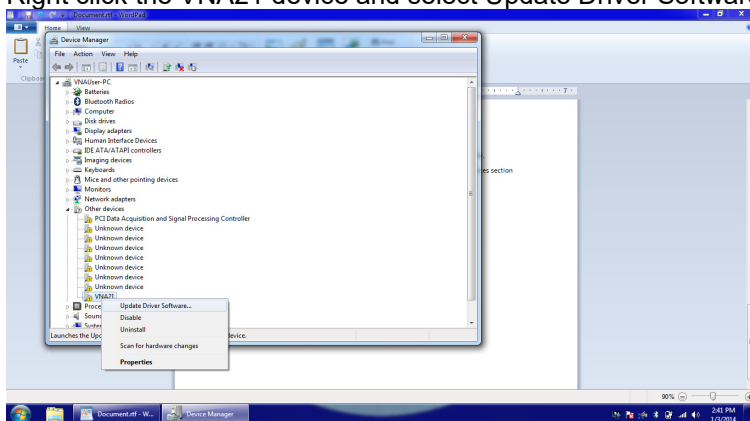 Right click the VNA21 device and select Update Driver Software
Document.rtf - WordPad
Home View
Device Manager
File Action View Help
Paste
VNAUser-PC
Batteries
Bluetooth Radios
Computer
Disk drives
Display adapters
Human Interface Devices
IDE ATA/ATAPI controllers
Imaging devices
Keyboards
Mice and other pointing devices
Monitors
Network adapters
Other devices
PCI Data Acquisition and Signal Processing Controller
Unknown device
Unknown device
Unknown device
Unknown device
Unknown device
Unknown device
Unknown device
VNA21
Update Driver Software...
Disable
Uninstall
Scan for hardware changes
Properties
es section
90%
Document.rtf - W...
Device Manager
2:41 PM
1/3/2014